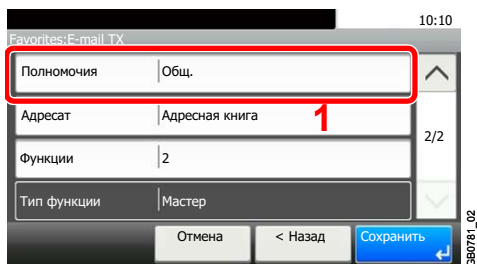 10:10
Favorites:E-mail TX
Полномочия Общ.
Адресат Адресная книга
1
2/2
Функции 2
Тип функции Мастер
Отмена < Назад Сохранить
GB0781_02